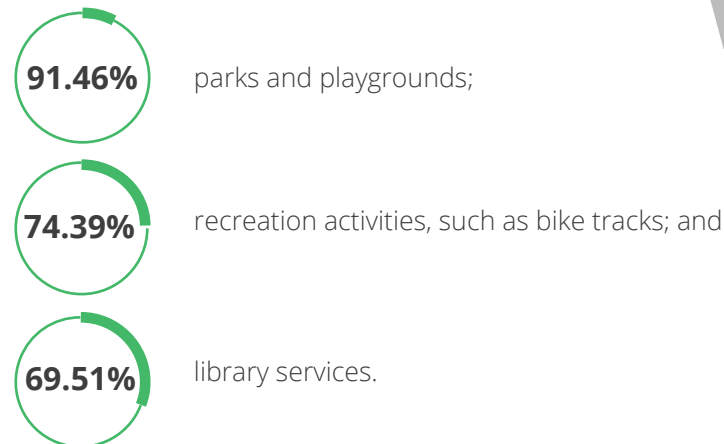 91.46% parks and playgrounds;
74.39% recreation activities, such as bike tracks; and
69.51% library services.